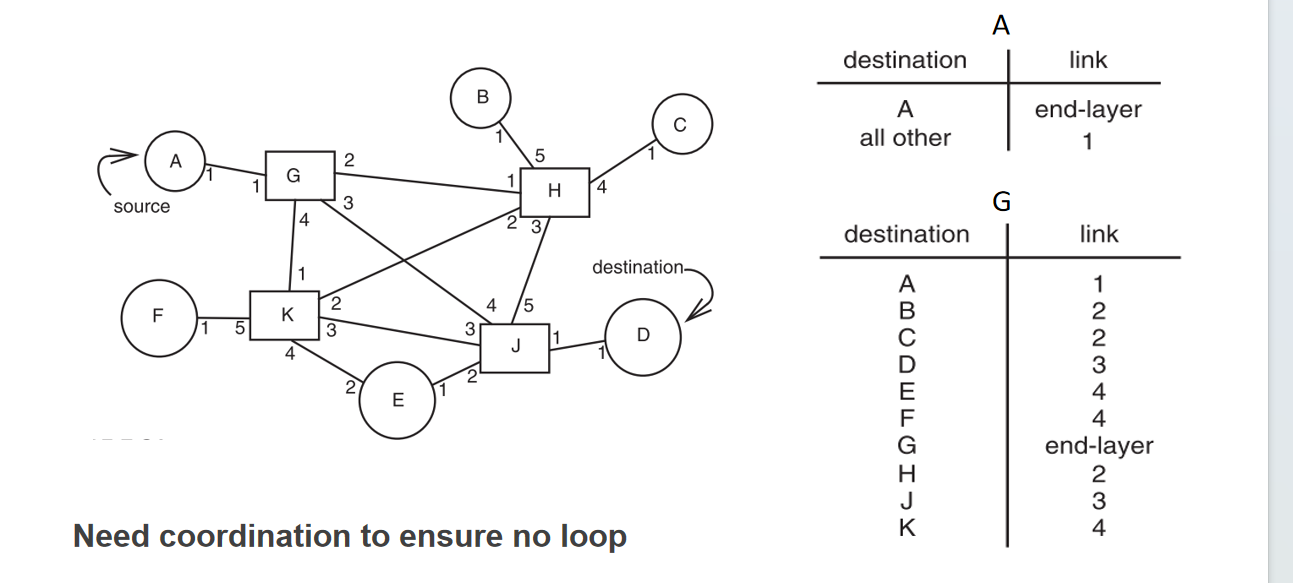 A
destination link
A end-layer
all other 1
G
destination link
A 1
B 2
C 2
D 3
E 4
F 4
G end-layer
H 2
J 3
K 4
B
C
1
1
5
A
1
1
G
2
3
4
1
H
4
2
3
source
destination
F
1
5
K
1
2
3
4
4
5
3
J
1
2
1
D
2
E
1
Need coordination to ensure no loop